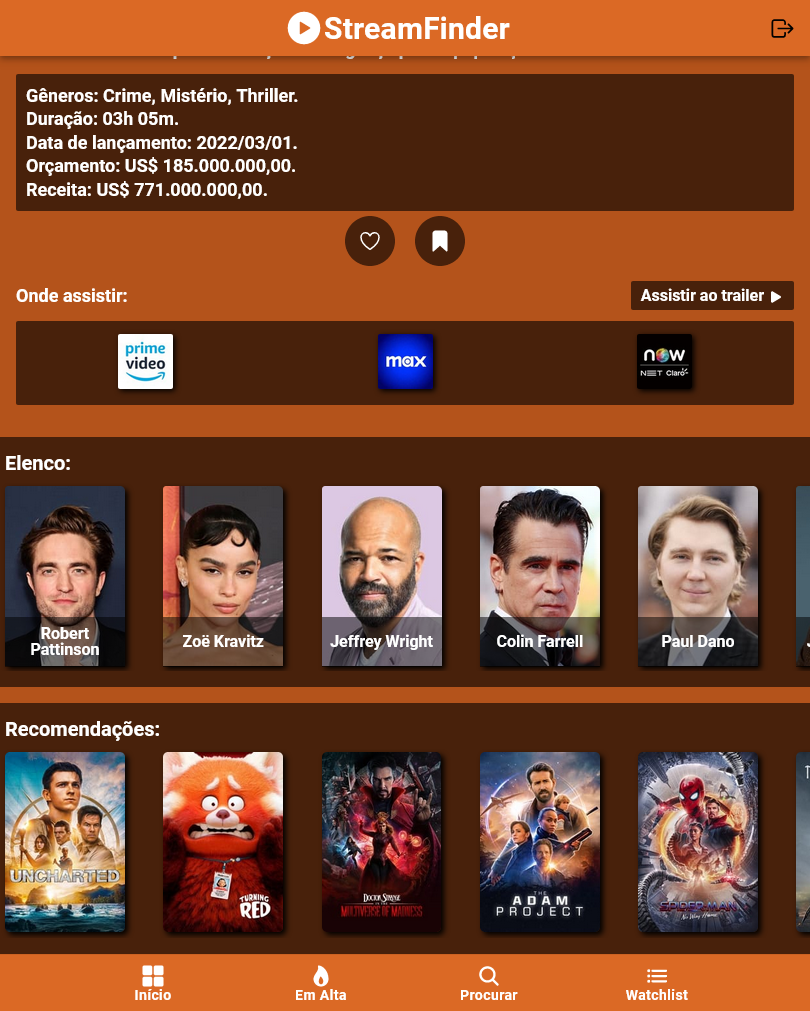 StreamFinder
Gêneros: Crime, Mistério, Thriller.
Duração: 03h 05m.
Data de lançamento: 2022/03/01.
Orçamento: US$ 185.000.000,00.
Receita: US$ 771.000.000,00.
Onde assistir:
Assistir ao trailer
prime
video
max
now
NET Claro
Elenco:
Robert
Pattinson
Zoë Kravitz
Jeffrey Wright
Colin Farrell
Paul Dano
Recomendações:
UNCHARTED
TURNING
RED
DOCTOR STRANGE
IN THE
MULTIVERSE OF MADNESS
THE
ADAM
PROJECT
SPIDER-MAN
No Way Home
Início
Em Alta
Procurar
Watchlist